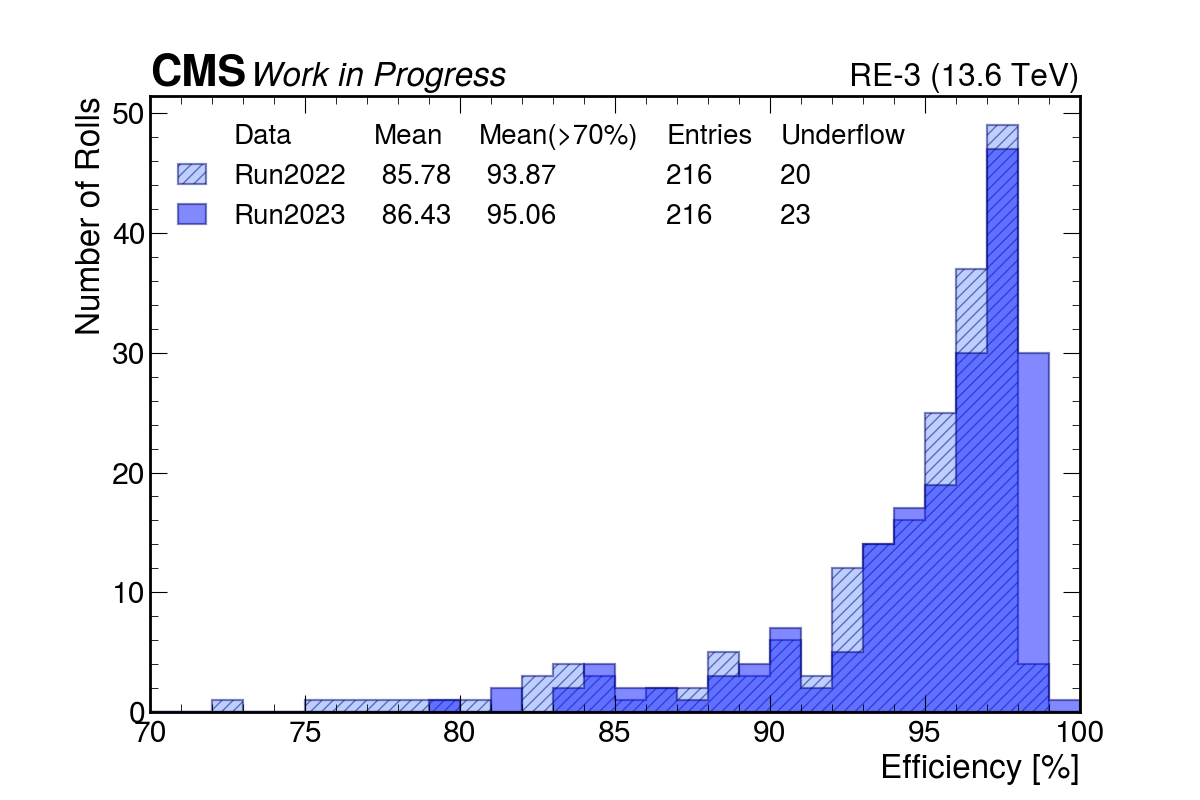 CMS Work in Progress RE-3 (13.6 TeV)
Number of Rolls
50
40
30
20
10
0
Data Mean Mean(>70%) Entries Underflow
Run2022 85.78 93.87 216 20
Run2023 86.43 95.06 216 23
70 75 80 85 90 95 100
Efficiency [%]